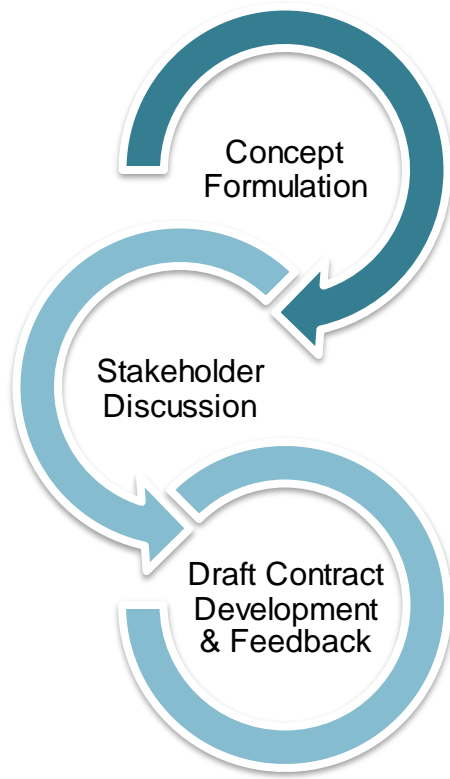 Concept
Formulation
Stakeholder
Discussion
Draft Contract
Development
& Feedback